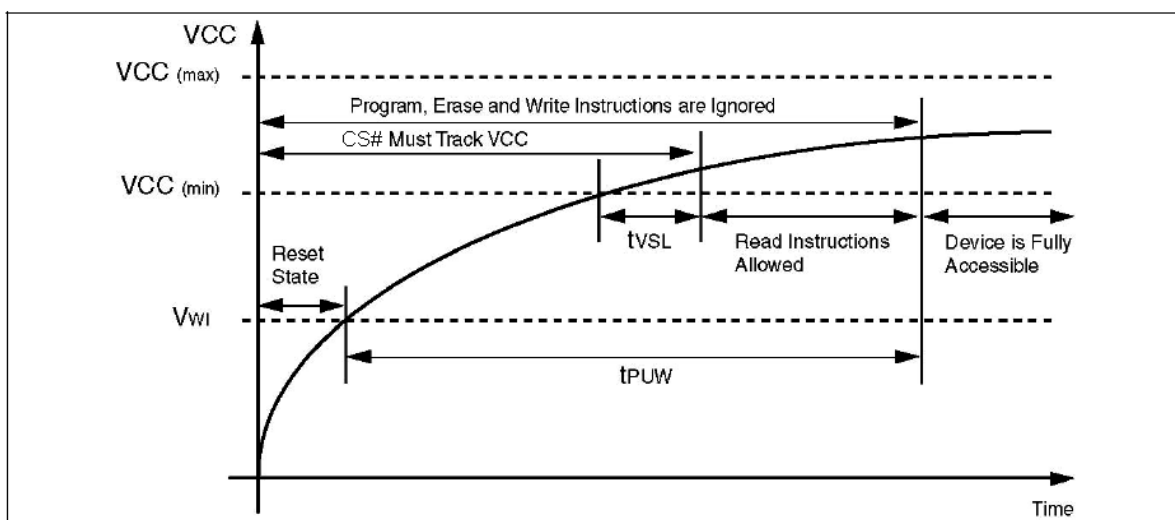 VCC
VCC (max)
Program, Erase and Write Instructions are Ignored
CS# Must Track VCC
VCC (min)
tVSL
Read Instructions
Allowed
Device is Fully
Accessible
Reset
State
VWI
tPUW
Time